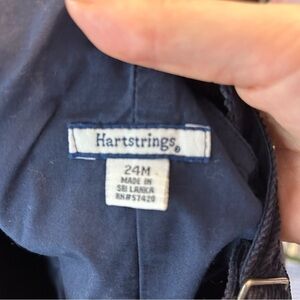 Hartstrings®
24M
MADE IN
SRI LANKA
RN#57420